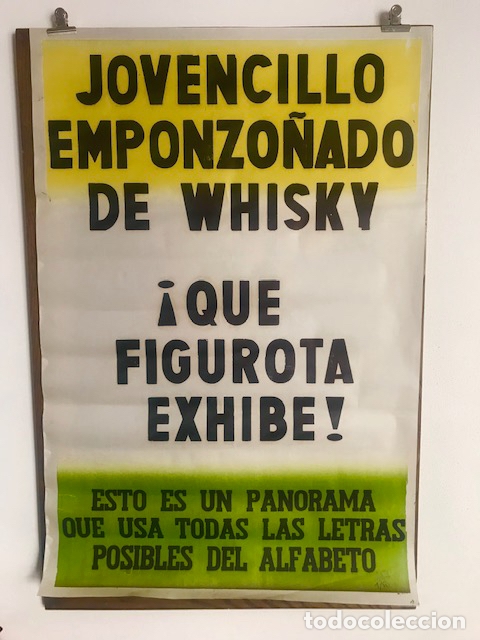 JOVENCILLO
EMPONZOÑADO
DE WHISKY
¡QUE
FIGUROTA
EXHIBE!
ESTO ES UN PANORAMA
QUE USA TODAS LAS LETRAS
POSIBLES DEL ALFABETO
todocoleccion